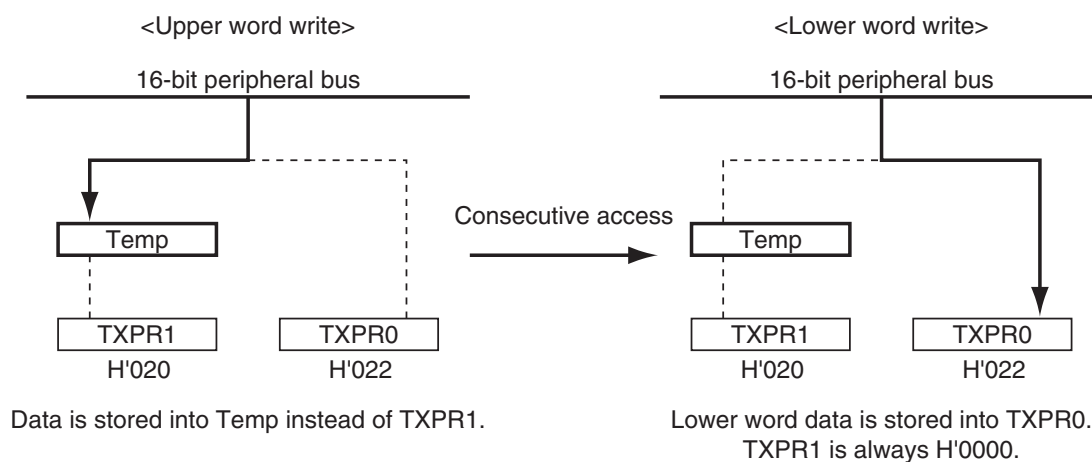 <Upper word write>
16-bit peripheral bus
Temp
TXPR1
TXPR0
H'020
H'022
Data is stored into Temp instead of TXPR1.
Consecutive access
<Lower word write>
16-bit peripheral bus
Temp
TXPR1
TXPR0
H'020
H'022
Lower word data is stored into TXPR0.
TXPR1 is always H'0000.